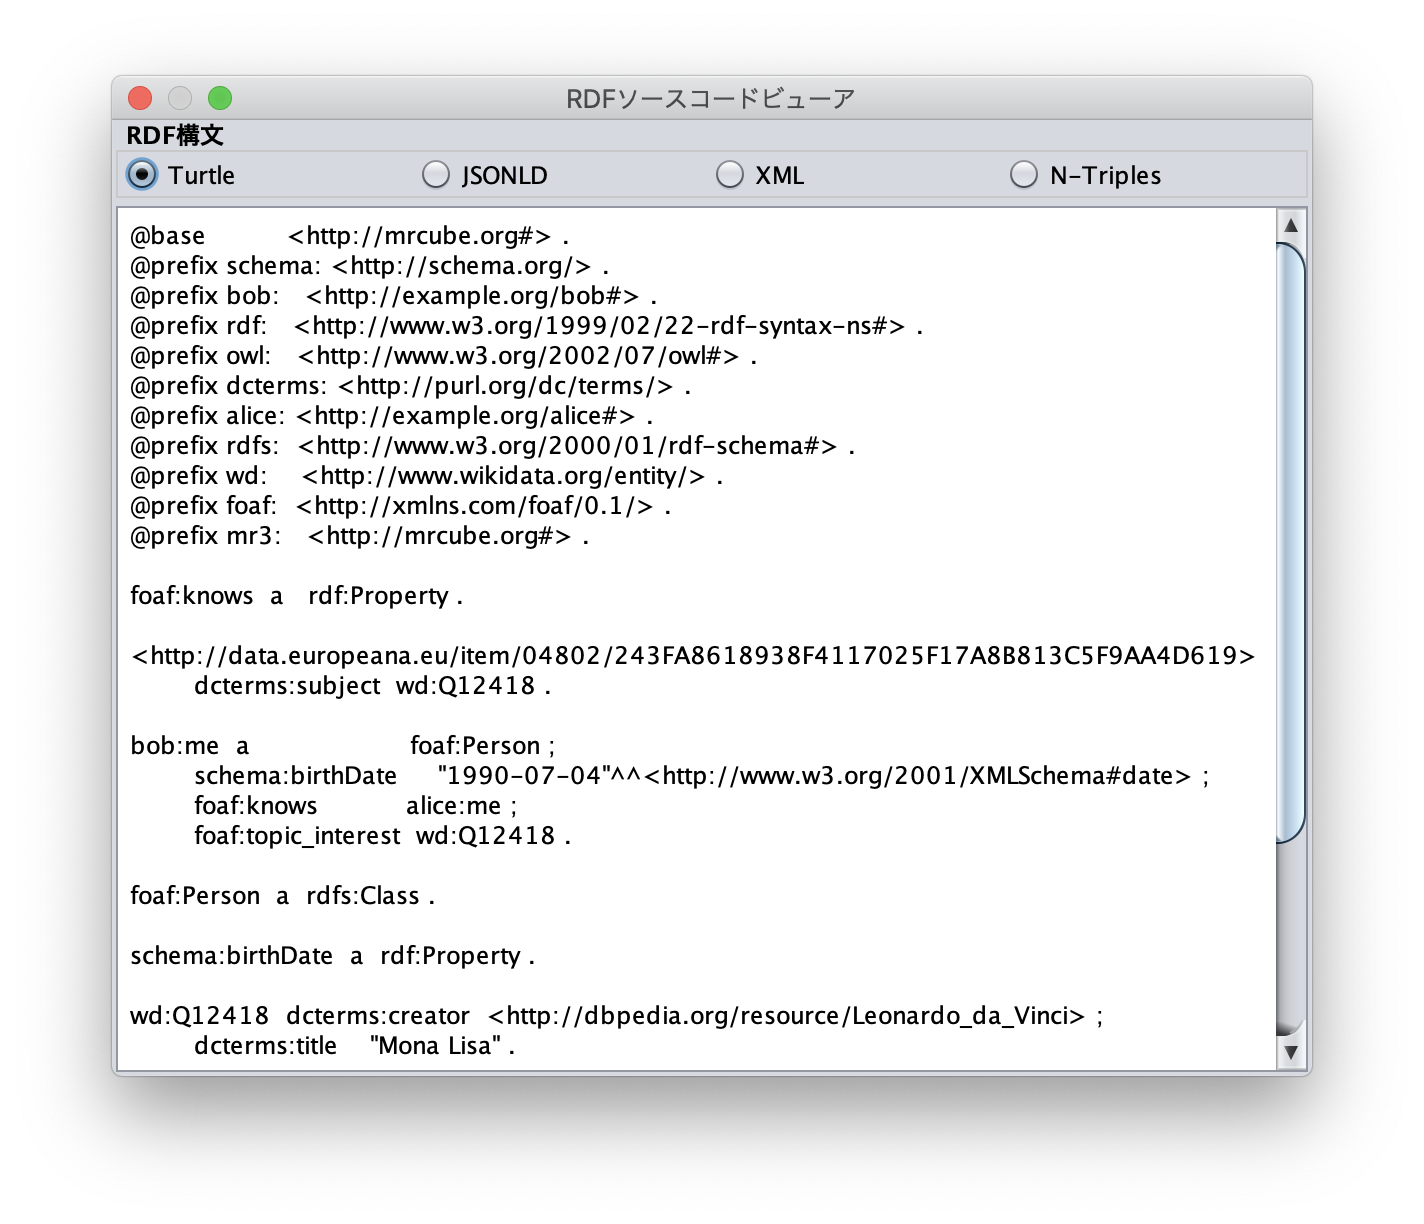 RDFソースコードビューア
RDF構文
Turtle JSONLD XML N-Triples
@base <http://mrcube.org#> .
@prefix schema: <http://schema.org/> .
@prefix bob: <http://example.org/bob#> .
@prefix rdf: <http://www.w3.org/1999/02/22-rdf-syntax-ns#> .
@prefix owl: <http://www.w3.org/2002/07/owl#> .
@prefix dcterms: <http://purl.org/dc/terms/> .
@prefix alice: <http://example.org/alice#> .
@prefix rdfs: <http://www.w3.org/2000/01/rdf-schema#> .
@prefix wd: <http://www.wikidata.org/entity/> .
@prefix foaf: <http://xmlns.com/foaf/0.1/> .
@prefix mr3: <http://mrcube.org#> .
foaf:knows a rdf:Property .
<http://data.europeana.eu/item/04802/243FA8618938F4117025F17A8B813C5F9AA4D619>
dcterms:subject wd:Q12418 .
bob:me a foaf:Person ;
schema:birthDate "1990-07-04"^^<http://www.w3.org/2001/XMLSchema#date> ;
foaf:knows alice:me ;
foaf:topic_interest wd:Q12418 .
foaf:Person a rdfs:Class .
schema:birthDate a rdf:Property .
wd:Q12418 dcterms:creator <http://dbpedia.org/resource/Leonardo_da_Vinci> ;
dcterms:title "Mona Lisa" .